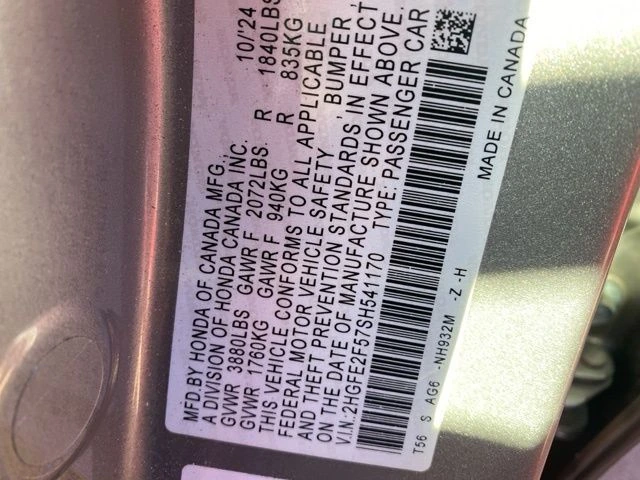 MFD.BY HONDA OF CANADA MFG., 10/'24
A DIVISION OF HONDA CANADA INC.
GVWR 3880LBS GAWR F 2072LBS. R 1840LBS
GVWR 1760KG GAWR F 940KG R 835KG
THIS VEHICLE CONFORMS TO ALL APPLICABLE
FEDERAL MOTOR VEHICLE SAFETY , BUMPER ,
AND THEFT PREVENTION STANDARDS, IN EFFECT
ON THE DATE OF MANUFACTURE SHOWN ABOVE.
V.I.N:2HGFE2F57SH541170 TYPE: PASSENGER CAR
T56 S AG6 -NH932M -Z -H
MADE IN CANADA